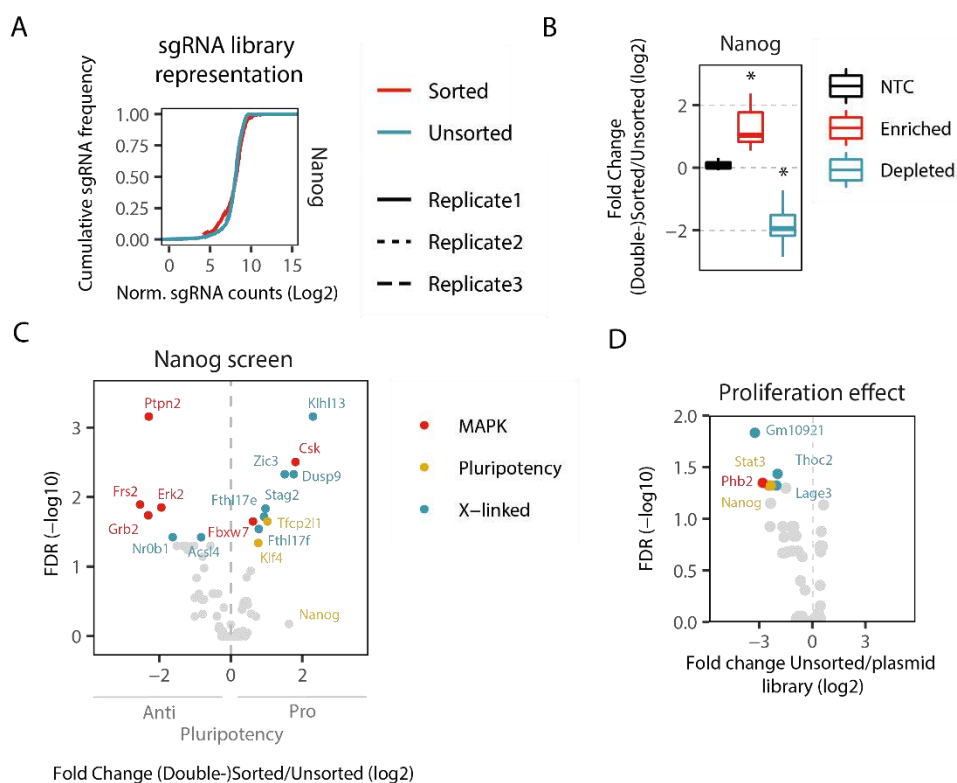 A
sgRNA library
representation
Cumulative sgRNA frequency
1.00
0.75
0.50
0.25
0.00
0
5
10
15
Norm. sgRNA counts (Log2)
Nanog
Sorted
Unsorted
Replicate1
Replicate2
Replicate3
B
Nanog
Fold Change
(Double-)Sorted/Unsorted (log2)
2
0
−2
*
*
NTC
Enriched
Depleted
C
Nanog screen
FDR (−log10)
3
2
1
0
Ptpn2
Klhl13
Csk
Zic3
Dusp9
Frs2
Erk2
Fthl17e
Stag2
Grb2
Fbxw7
Tfcp2l1
Nr0b1
Acsl4
Fthl17f
Klf4
Nanog
−2
0
2
Anti
Pro
Pluripotency
Fold Change (Double-)Sorted/Unsorted (log2)
MAPK
Pluripotency
X−linked
D
Proliferation effect
FDR (−log10)
2.0
1.5
1.0
0.5
0.0
Gm10921
Stat3
Thoc2
Phb2
Nanog
Lage3
−3
0
3
Fold change Unsorted/plasmid
library (log2)